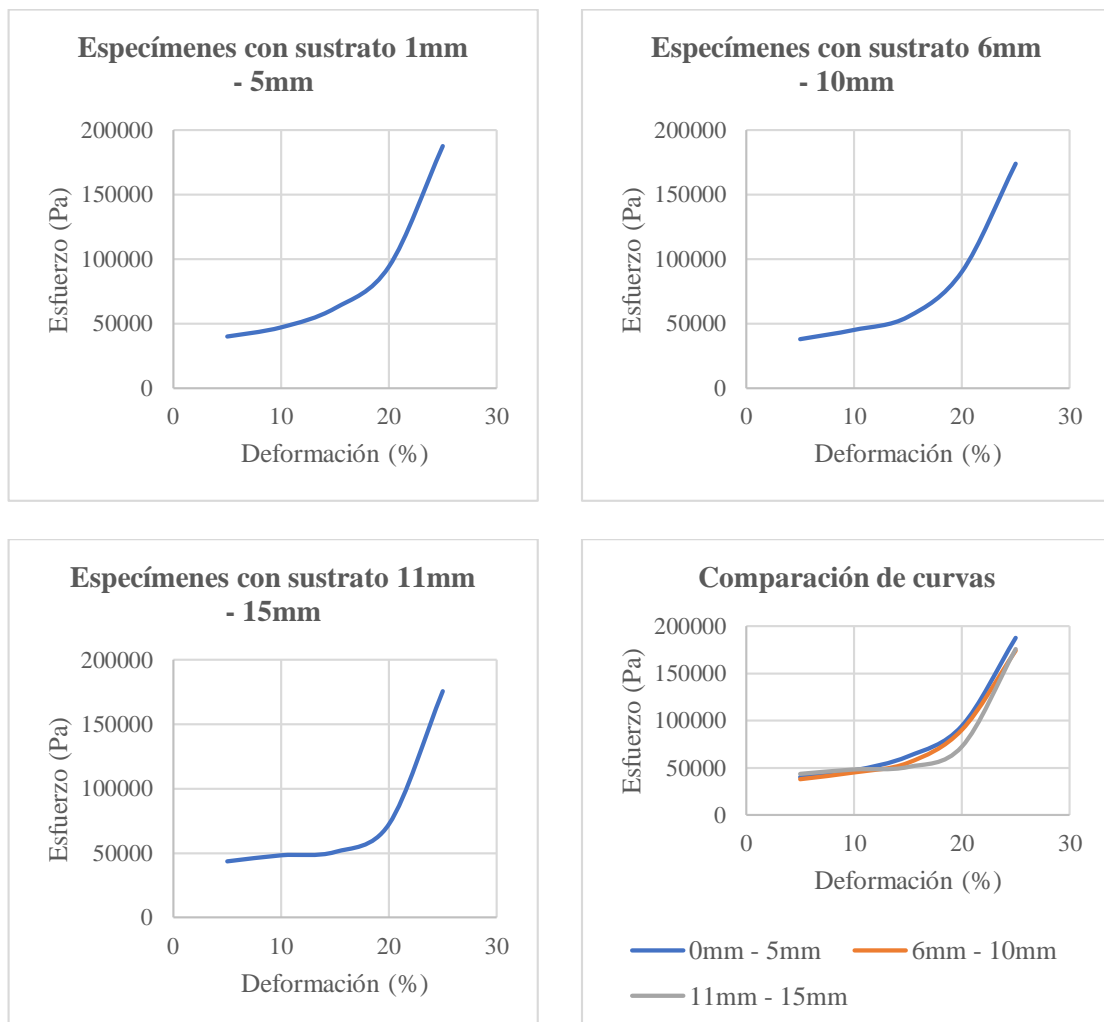 Especímenes con sustrato 1mm
- 5mm
200000
150000
100000
50000
0
0
10
20
30
Esfuerzo (Pa)
Deformación (%)
Especímenes con sustrato 6mm
- 10mm
200000
150000
100000
50000
0
0
10
20
30
Esfuerzo (Pa)
Deformación (%)
Especímenes con sustrato 11mm
- 15mm
200000
150000
100000
50000
0
0
10
20
30
Esfuerzo (Pa)
Deformación (%)
Comparación de curvas
200000
150000
100000
50000
0
0
10
20
30
Esfuerzo (Pa)
Deformación (%)
0mm - 5mm
6mm - 10mm
11mm - 15mm